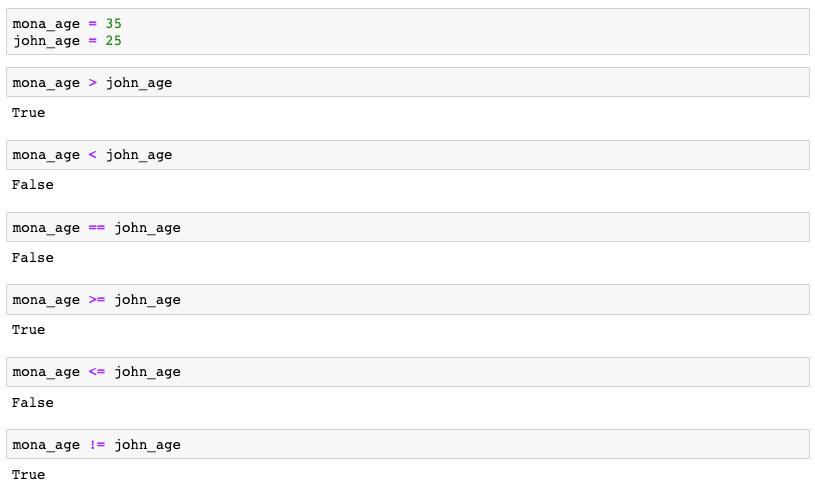 mona_age = 35
john_age = 25
mona_age > john_age
True
mona_age < john_age
False
mona_age == john_age
False
mona_age >= john_age
True
mona_age <= john_age
False
mona_age != john_age
True